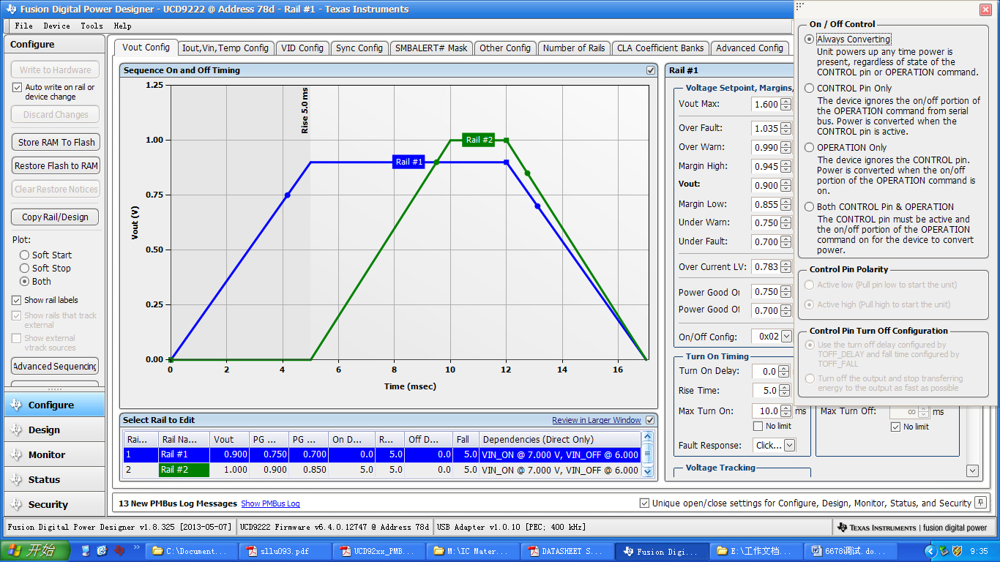 Fusion Digital Power Designer - UCD9222 @ Address 78d - Rail #1 - Texas Instruments
File Device Tools Help
Configure
Write to Hardware
Auto write on rail or
device change
Discard Changes
Store RAM To Flash
Restore Flash to RAM
Clear Restore Notices
Copy Rail/Design
Plot:
Soft Start
Soft Stop
Both
Show rail labels
Show rails that track
external
Show external
vtrack sources
Advanced Sequencing
Configure
Design
Monitor
Status
Security
Vout Config Iout,Vin,Temp Config VID Config Sync Config SMBALERT# Mask Other Config Number of Rails CLA Coefficient Banks Advanced Config
Sequence On and Off Timing
1.25
1.00
0.75
0.50
0.25
0.00
Vout (V)
Rise 5.0 ms
Rail #1
Rail #2
0 2 4 6 8 10 12 14 16
Time (msec)
Select Rail to Edit Review in Larger Window
Rai... Rail Na... Vout PG ... PG ... On D... R... Off D... Fall Dependencies (Direct Only)
1 Rail #1 0.900 0.750 0.700 0.0 5.0 0.0 5.0 VIN_ON @ 7.000 V, VIN_OFF @ 6.000
2 Rail #2 1.000 0.900 0.850 5.0 5.0 0.0 5.0 VIN_ON @ 7.000 V, VIN_OFF @ 6.000
Rail #1
Voltage Setpoint, Margins,
Vout Max: 1.600
Over Fault: 1.035
Over Warn: 0.990
Margin High: 0.945
Vout: 0.900
Margin Low: 0.855
Under Warn: 0.750
Under Fault: 0.700
Over Current LV: 0.783
Power Good Or 0.750
Power Good Of 0.700
On/Off Config: 0x02
Turn On Timing
Turn On Delay: 0.0
Rise Time: 5.0
Max Turn On: 10.0 ms
No limit
Fault Response: Click...
Max Turn Off: ∞ ms
No limit
Voltage Tracking
On / Off Control
Always Converting
Unit powers up any time power is
present, regardless of state of the
CONTROL pin or OPERATION command.
CONTROL Pin Only
The device ignores the on/off portion of
the OPERATION command from serial
bus. Power is converted when the
CONTROL pin is active.
OPERATION Only
The device ignores the CONTROL pin.
Power is converted when the on/off
portion of the OPERATION command is
on.
Both CONTROL Pin & OPERATION
The CONTROL pin must be active and
the on/off portion of the OPERATION
command on for the device to convert
power.
Control Pin Polarity
Active low (Pull pin low to start the unit)
Active high (Pull high to start the unit)
Control Pin Turn Off Configuration
Use the turn off delay configured by
TOFF_DELAY and fall time configured by
TOFF_FALL
Turn off the output and stop transferring
energy to the output as fast as possible
13 New PMBus Log Messages Show PMBus Log
Unique open/close settings for Configure, Design, Monitor, Status, and Security
Fusion Digital Power Designer v1.8.325 [2013-05-07] UCD9222 Firmware v6.4.0.12747 @ Address 78d USB Adapter v1.0.10 [PEC; 400 kHz]
TEXAS INSTRUMENTS | fusion digital power
开始 C:\Document... sllu093.pdf UCD92xx_PMB... M:\IC Mater... DATASHEET S... Fusion Digi... E:\工作文档... 6678调试.do... 9:35